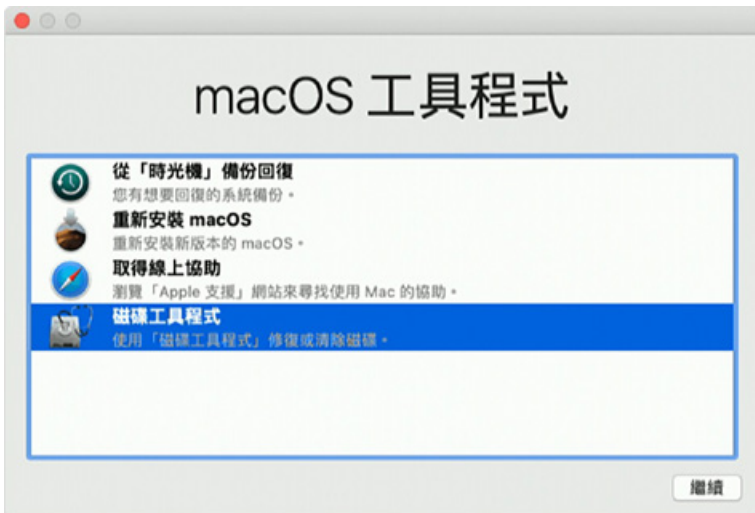 macOS 工具程式
從「時光機」備份回復
您有想要回復的系統備份。
重新安裝 macOS
重新安裝新版本的 macOS。
取得線上協助
瀏覽「Apple 支援」網站來尋找使用 Mac 的協助。
磁碟工具程式
使用「磁碟工具程式」修復或清除磁碟。
繼續